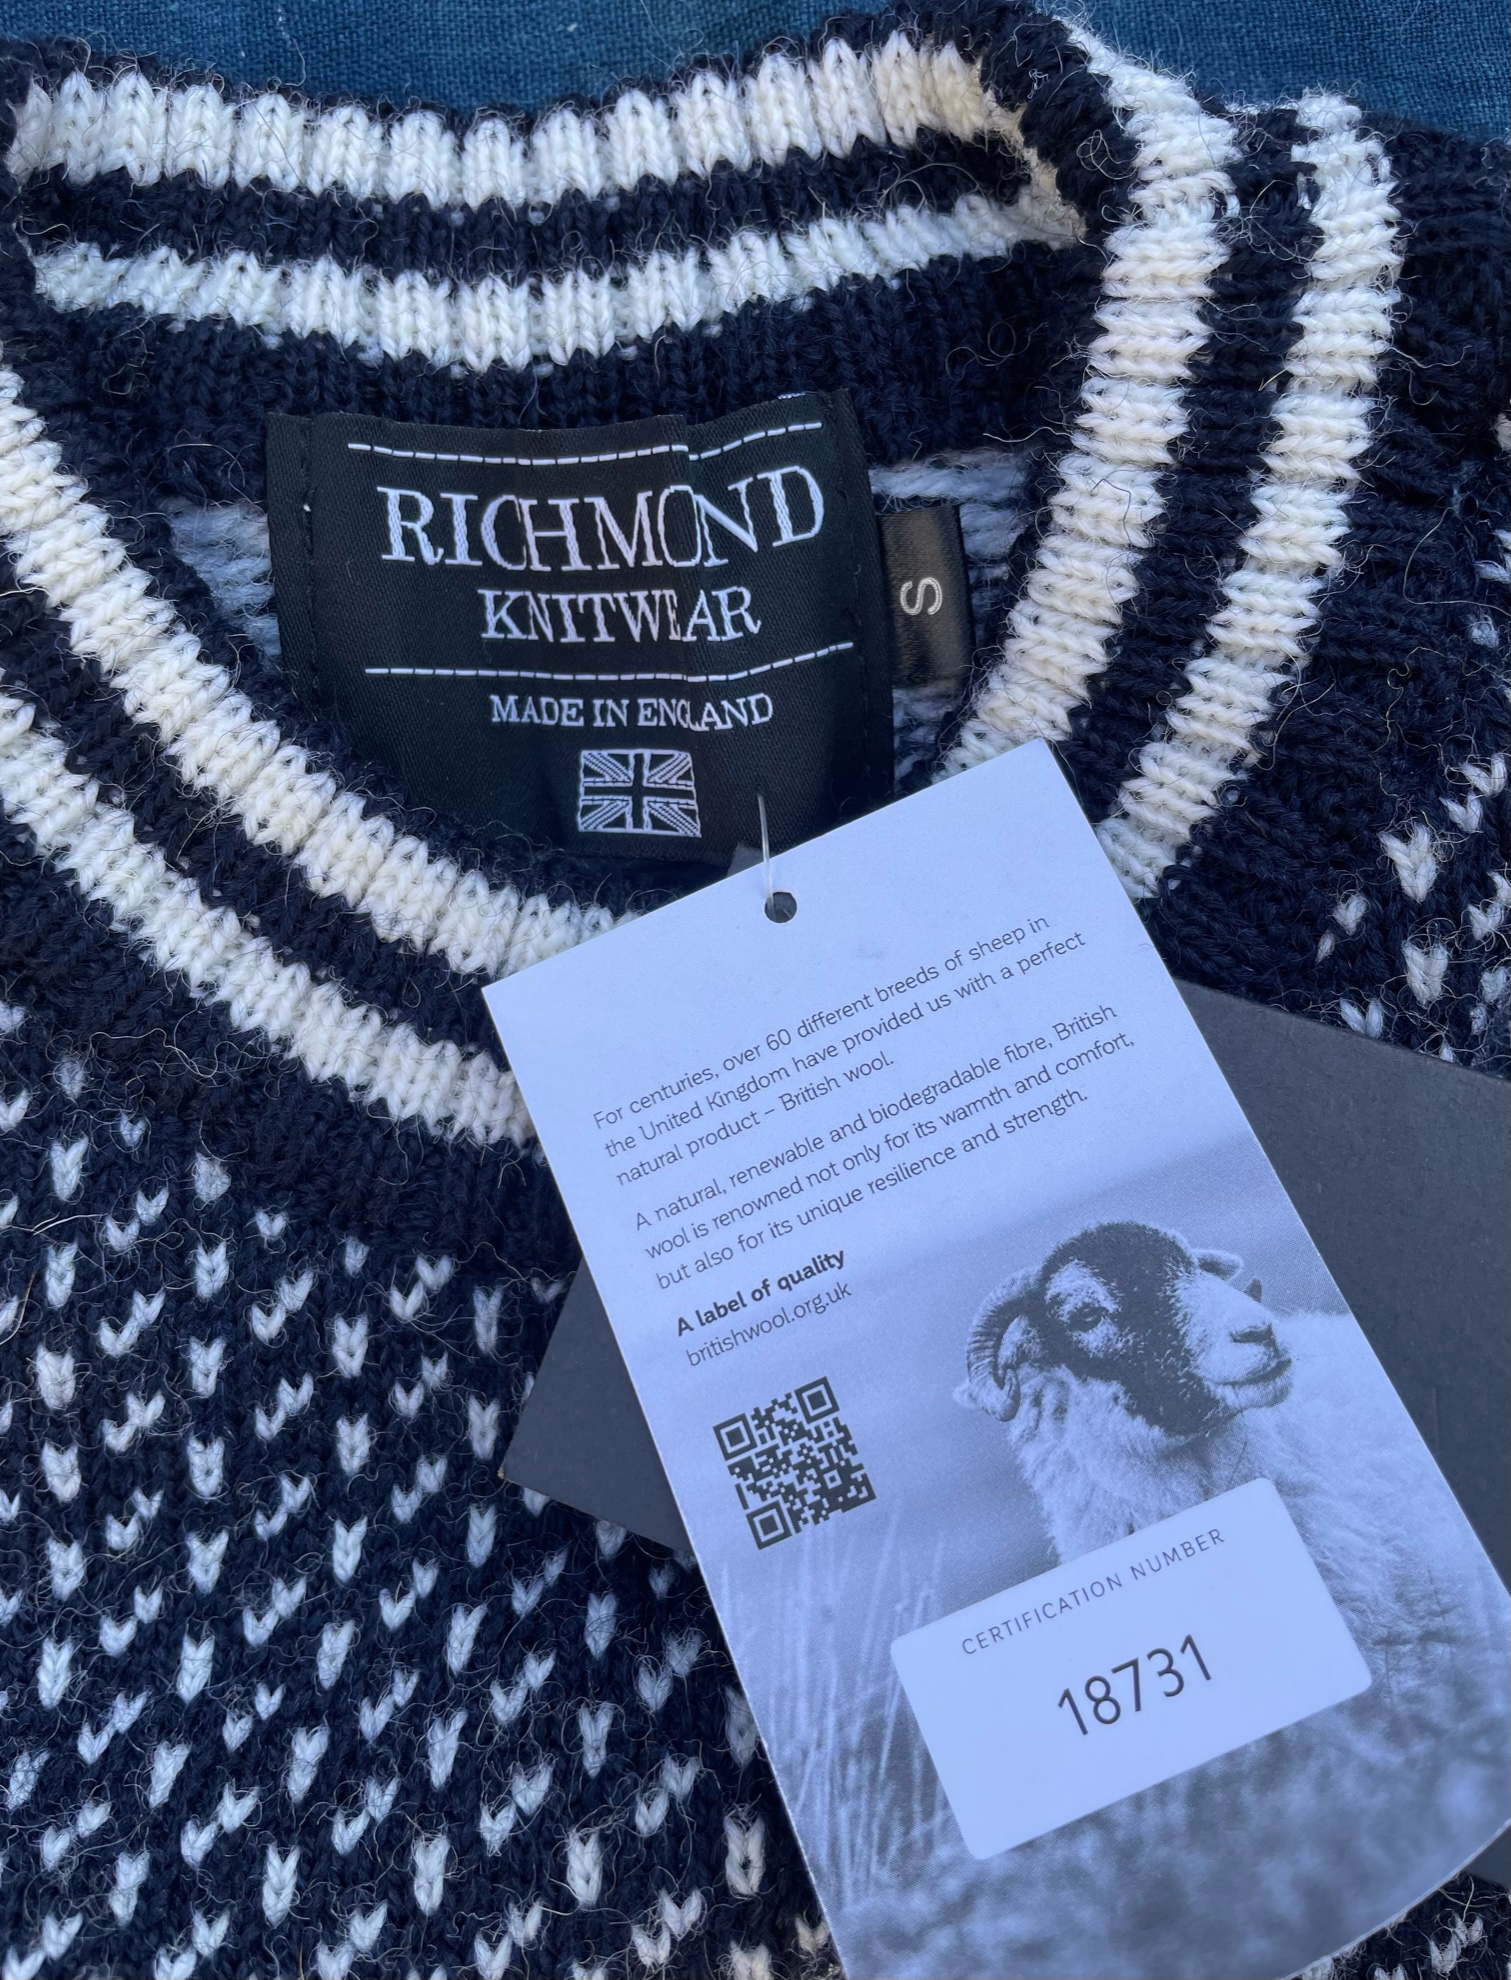 RICHMOND
KNITWEAR
MADE IN ENGLAND
S
For centuries, over 60 different breeds of sheep in
the United Kingdom have provided us with a perfect
natural product – British wool.
A natural, renewable and biodegradable fibre, British
wool is renowned not only for its warmth and comfort,
but also for its unique resilience and strength.
A label of quality
britishwool.org.uk
CERTIFICATION NUMBER
18731